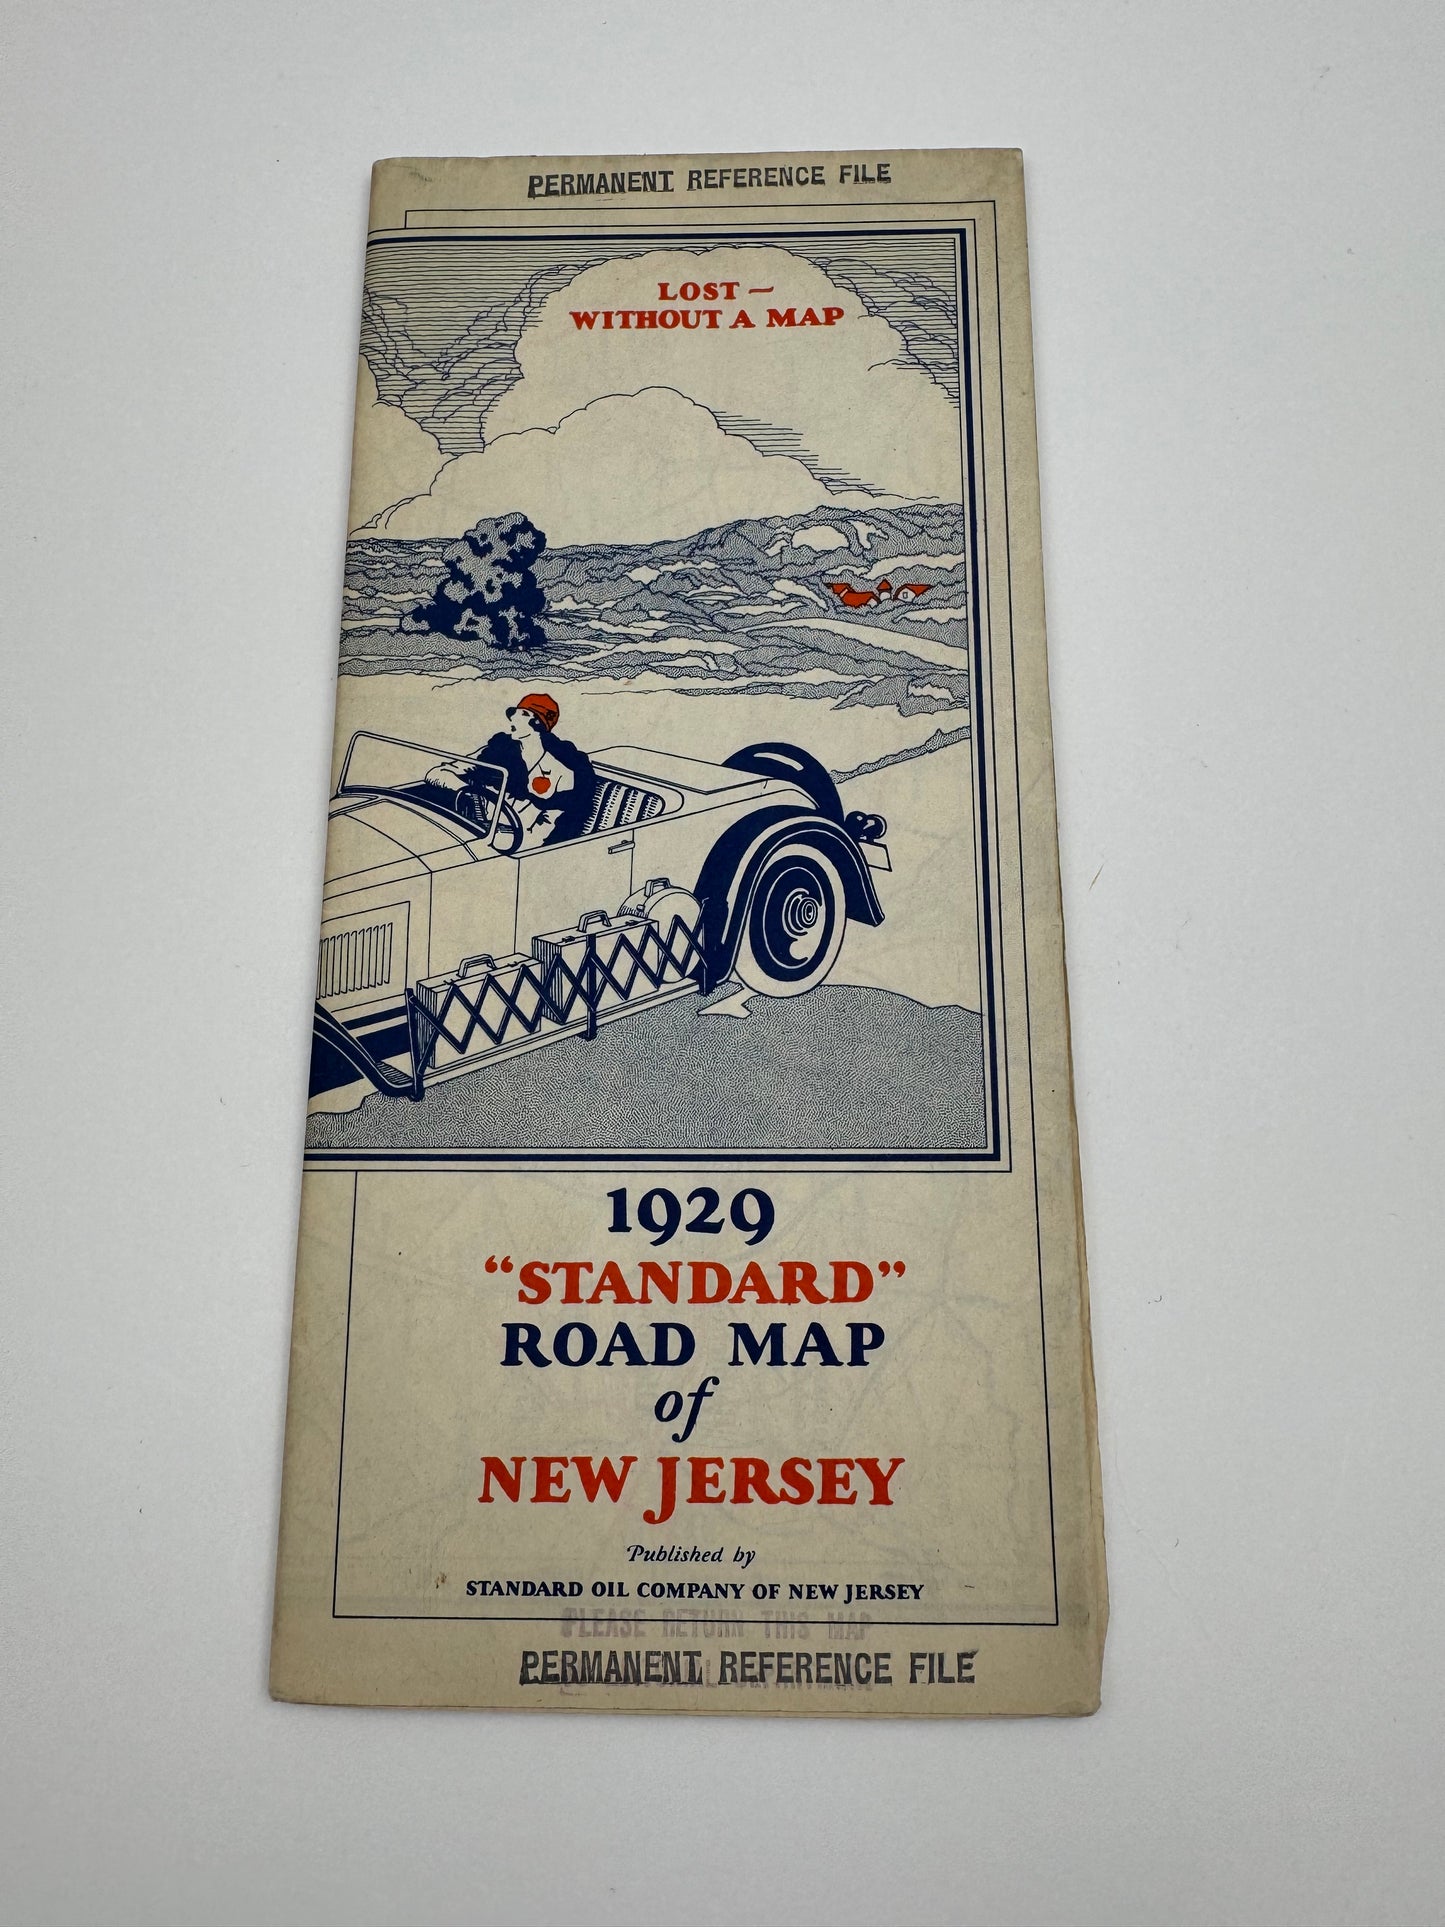 PERMANENT REFERENCE FILE
LOST —
WITHOUT A MAP
1929
"STANDARD"
ROAD MAP
of
NEW JERSEY
Published by
STANDARD OIL COMPANY OF NEW JERSEY
PLEASE RETURN THIS MAP
PERMANENT REFERENCE FILE